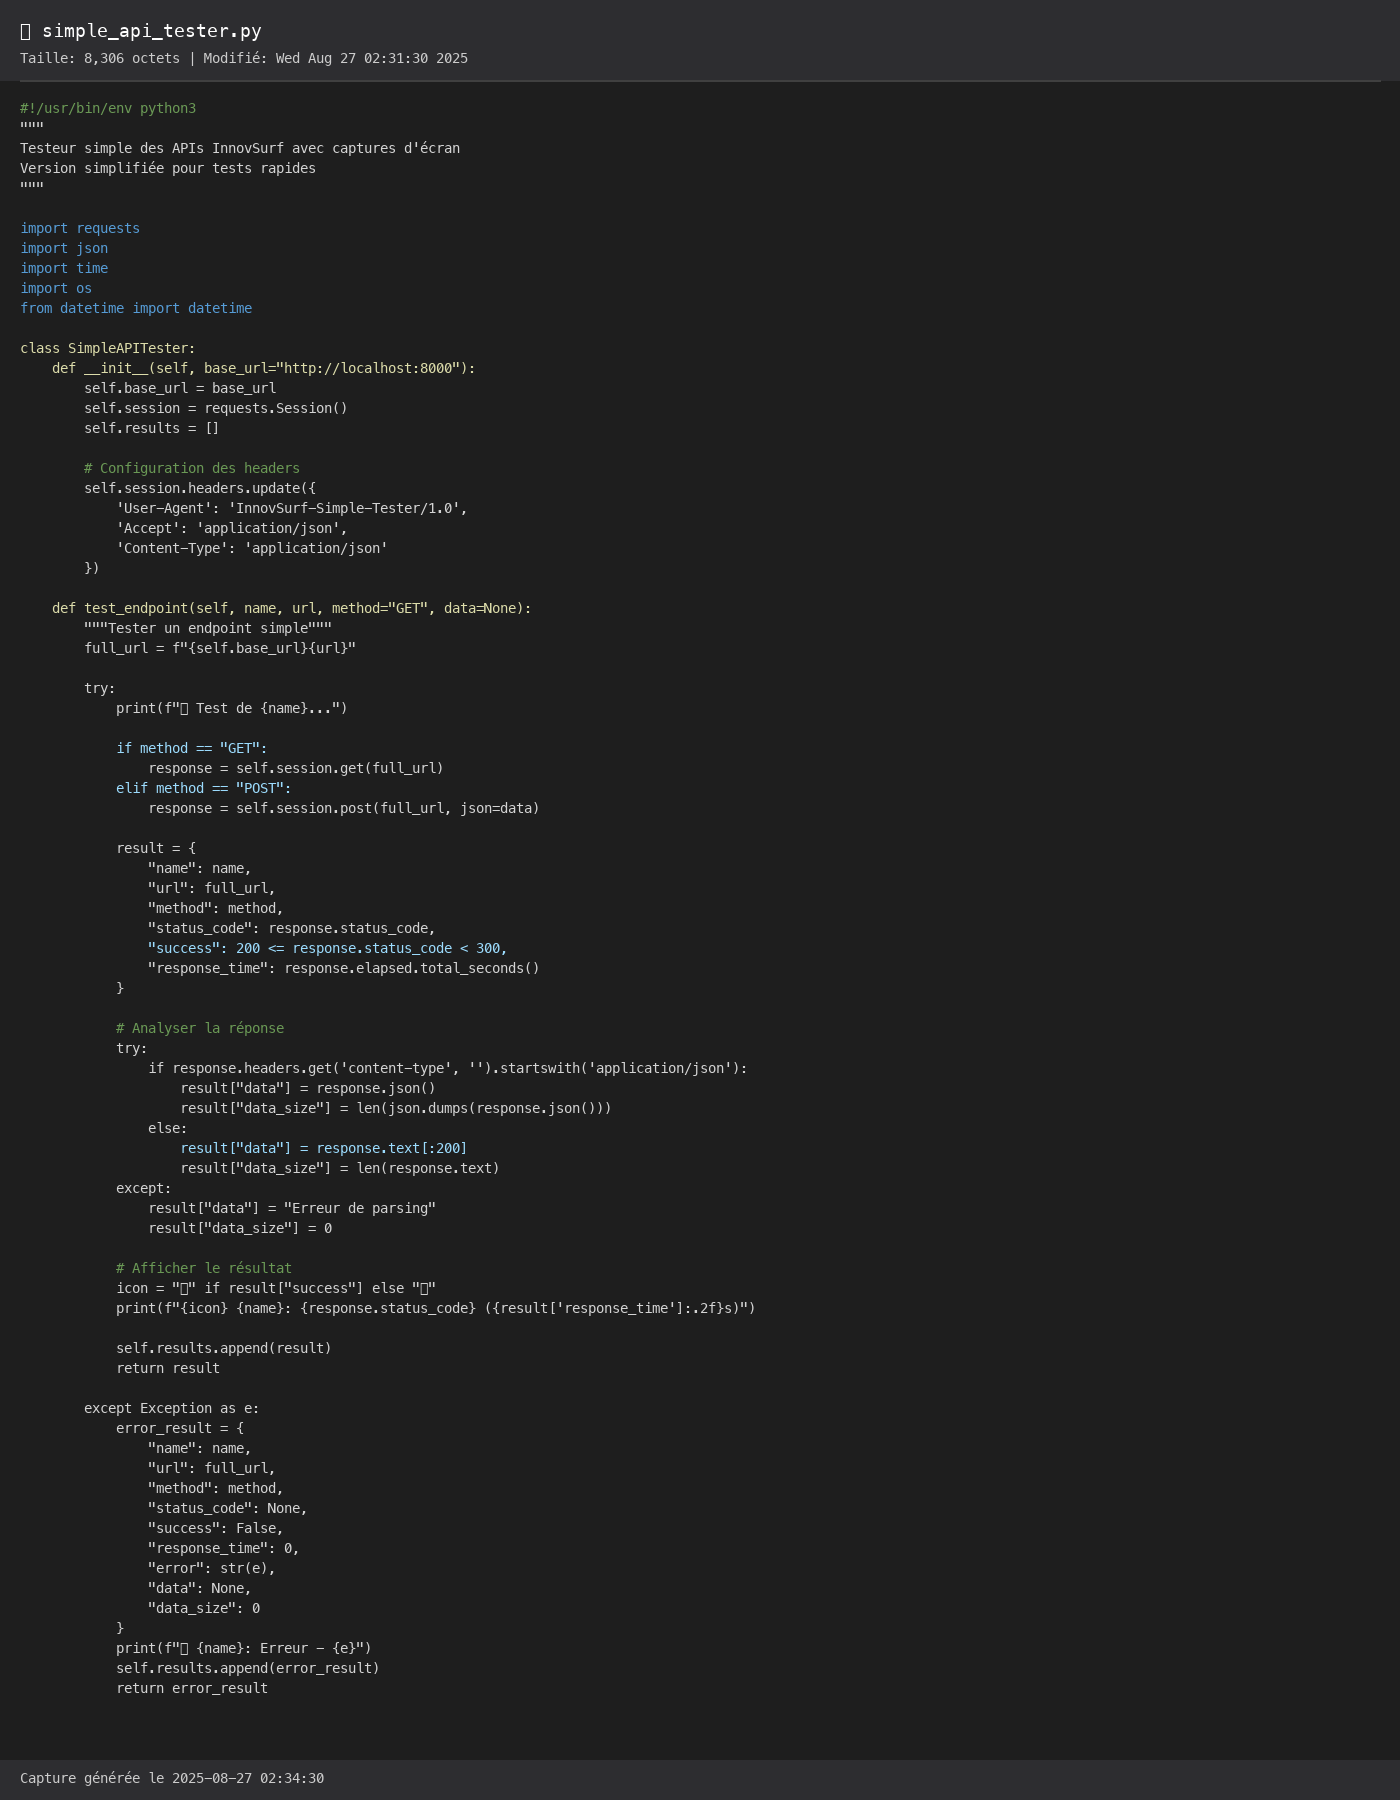 simple_api_tester.py
Taille: 8,306 octets | Modifié: Wed Aug 27 02:31:30 2025
#!/usr/bin/env python3
"""
Testeur simple des APIs InnovSurf avec captures d'écran
Version simplifiée pour tests rapides
"""
import requests
import json
import time
import os
from datetime import datetime
class SimpleAPITester:
    def __init__(self, base_url="http://localhost:8000"):
        self.base_url = base_url
        self.session = requests.Session()
        self.results = []
        # Configuration des headers
        self.session.headers.update({
            'User-Agent': 'InnovSurf-Simple-Tester/1.0',
            'Accept': 'application/json',
            'Content-Type': 'application/json'
        })
    def test_endpoint(self, name, url, method="GET", data=None):
        """Tester un endpoint simple"""
        full_url = f"{self.base_url}{url}"
        try:
            print(f"▯ Test de {name}...")
            if method == "GET":
                response = self.session.get(full_url)
            elif method == "POST":
                response = self.session.post(full_url, json=data)
            result = {
                "name": name,
                "url": full_url,
                "method": method,
                "status_code": response.status_code,
                "success": 200 <= response.status_code < 300,
                "response_time": response.elapsed.total_seconds()
            }
            # Analyser la réponse
            try:
                if response.headers.get('content-type', '').startswith('application/json'):
                    result["data"] = response.json()
                    result["data_size"] = len(json.dumps(response.json()))
                else:
                    result["data"] = response.text[:200]
                    result["data_size"] = len(response.text)
            except:
                result["data"] = "Erreur de parsing"
                result["data_size"] = 0
            # Afficher le résultat
            icon = "▯" if result["success"] else "▯"
            print(f"{icon} {name}: {response.status_code} ({result['response_time']:.2f}s)")
            self.results.append(result)
            return result
        except Exception as e:
            error_result = {
                "name": name,
                "url": full_url,
                "method": method,
                "status_code": None,
                "success": False,
                "response_time": 0,
                "error": str(e),
                "data": None,
                "data_size": 0
            }
            print(f"▯ {name}: Erreur - {e}")
            self.results.append(error_result)
            return error_result
Capture générée le 2025-08-27 02:34:30